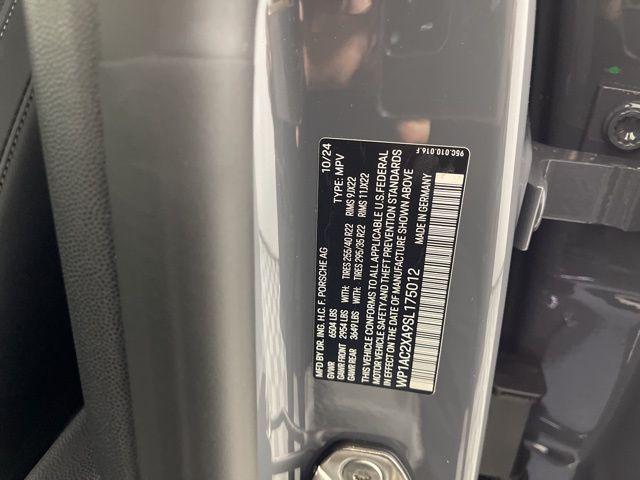 95C.010.016.F
MFD BY DR. ING. H.C. F. PORSCHE AG 10/24
GVWR 6504 LBS TYPE: MPV
GAWR FRONT 2954 LBS WITH: TIRES 255/40 R22 RIMS 9JX22
GAWR REAR 3649 LBS WITH: TIRES 295/35 R22 RIMS 11JX22
THIS VEHICLE CONFORMS TO ALL APPLICABLE U.S. FEDERAL
MOTOR VEHICLE SAFETY AND THEFT PREVENTION STANDARDS
IN EFFECT ON THE DATE OF MANUFACTURE SHOWN ABOVE
WP1AC2XA9SL175012 MADE IN GERMANY